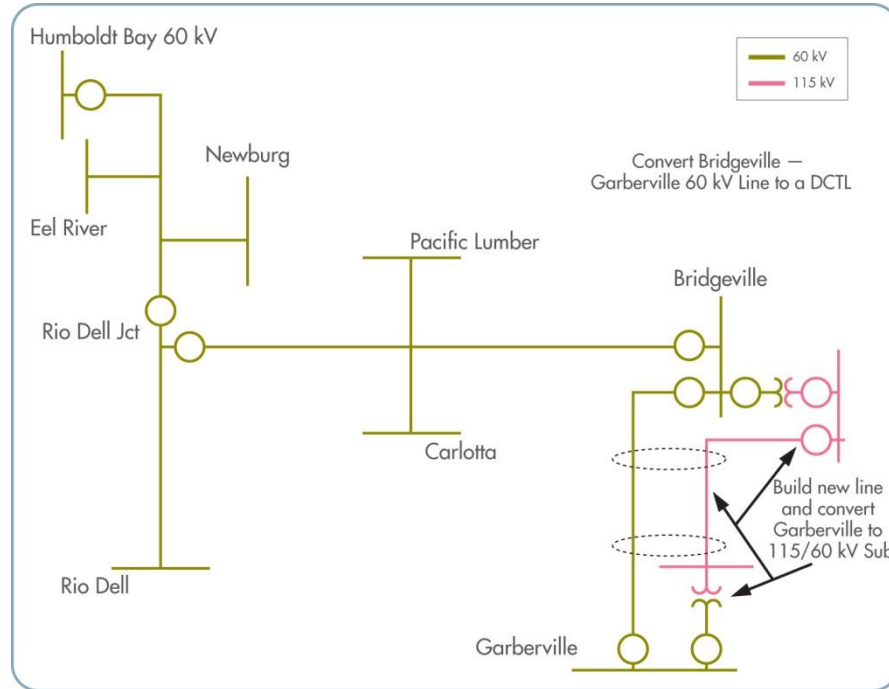 Humboldt Bay 60 kV
60 kV
115 kV
Newburg
Convert Bridgeville –
Garberville 60 kV Line to a DCTL
Eel River
Pacific Lumber
Bridgeville
Rio Dell Jct
Carlotta
Build new line
and convert
Garberville to
115/60 kV Sub
Rio Dell
Garberville